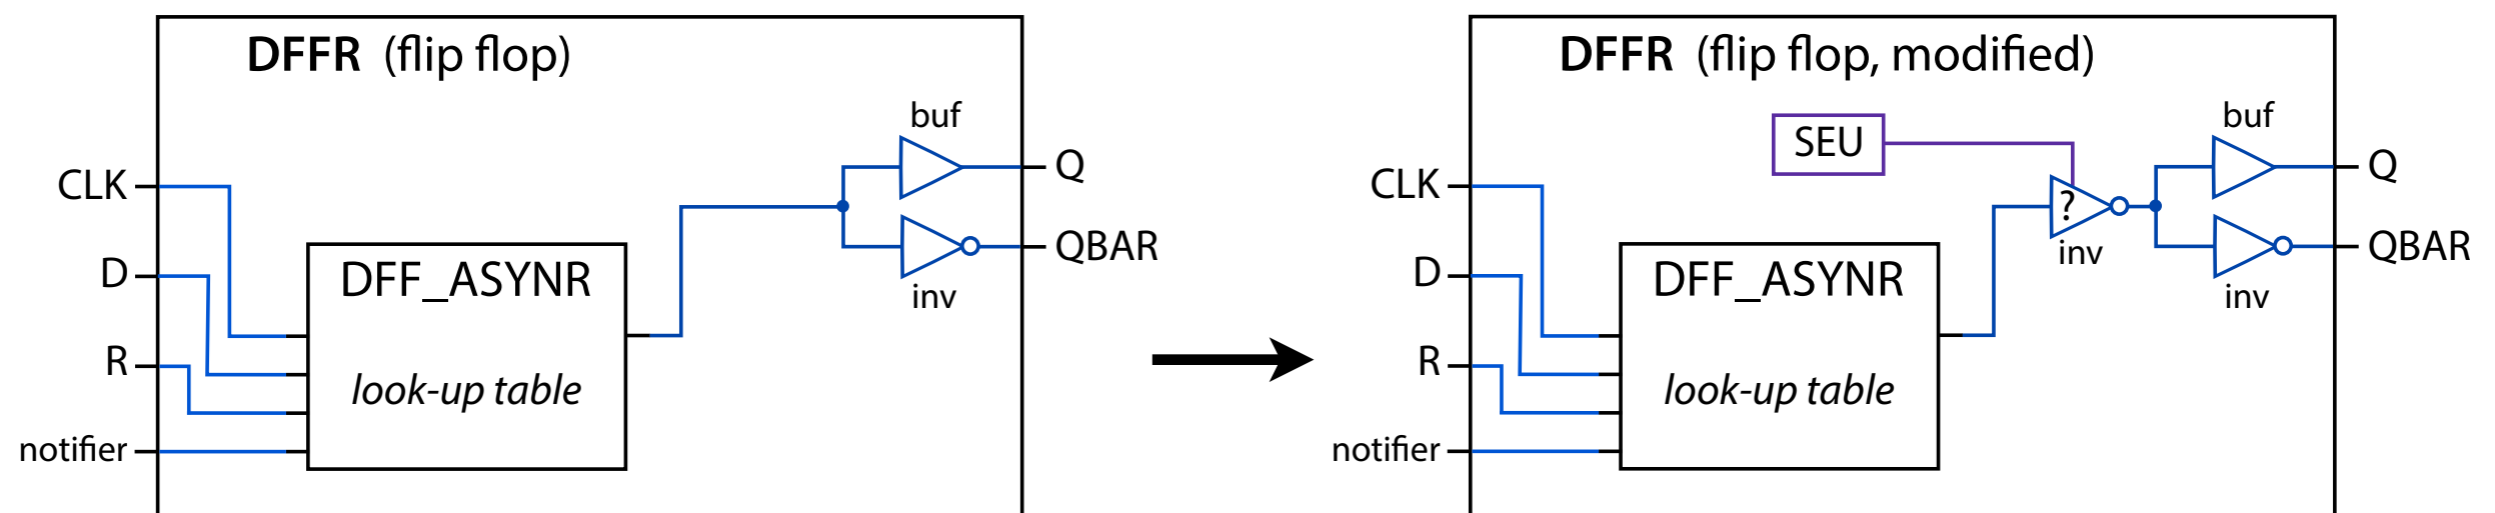 DFFR (flip flop)
buf
CLK
Q
D
DFF_ASYNR
QBAR
inv
R
look-up table
notifier
DFFR (flip flop, modified)
buf
SEU
CLK
Q
?
D
DFF_ASYNR
inv
QBAR
inv
R
look-up table
notifier